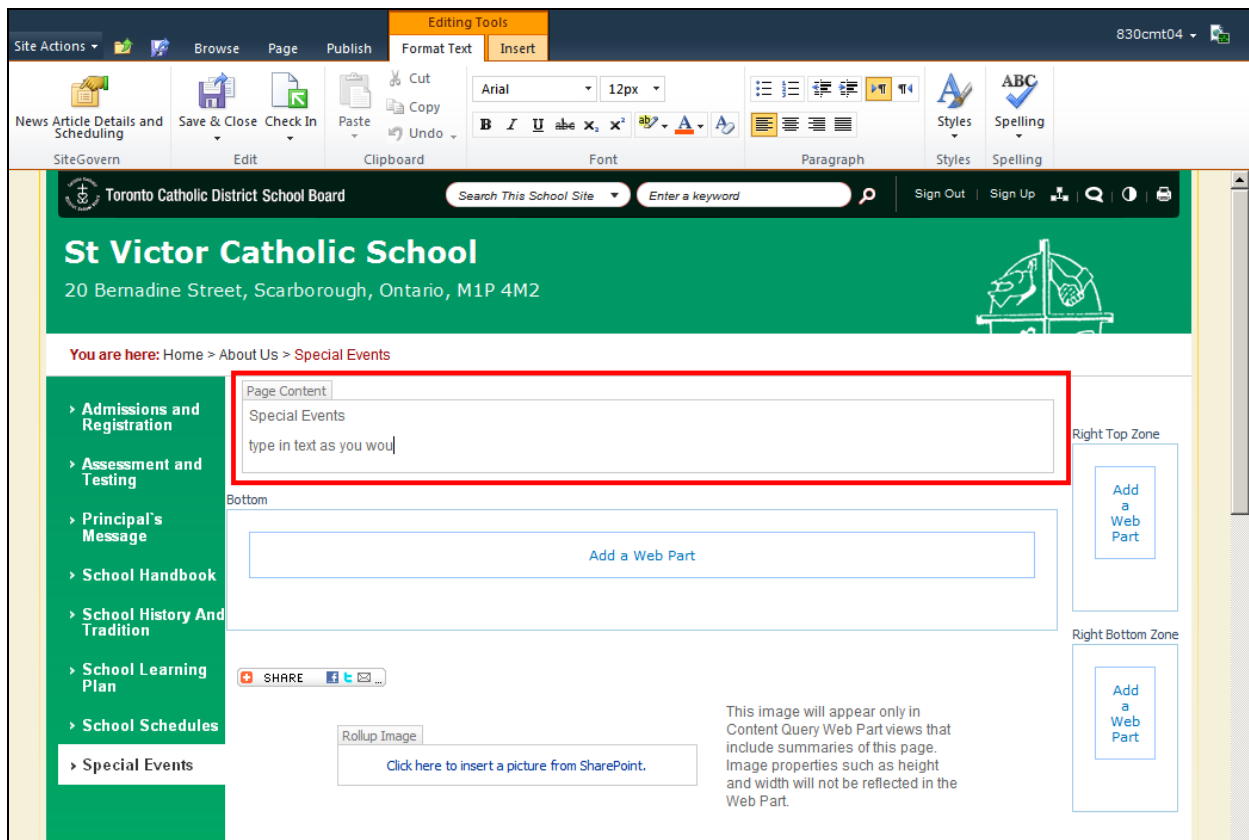 Editing Tools
Site Actions Browse Page Publish Format Text Insert 830cmt04
News Article Details and Scheduling
Save & Close Check In
Paste
Cut
Copy
Undo
Arial 12px
B I U abc X₂ X² ab A A
Styles
ABC
Spelling
SiteGovern Edit Clipboard Font Paragraph Styles Spelling
Toronto Catholic District School Board Search This School Site Enter a keyword Sign Out | Sign Up
St Victor Catholic School
20 Bernadine Street, Scarborough, Ontario, M1P 4M2
You are here: Home > About Us > Special Events
› Admissions and
Registration
› Assessment and
Testing
› Principal`s
Message
› School Handbook
› School History And
Tradition
› School Learning
Plan
› School Schedules
› Special Events
Page Content
Special Events
type in text as you wou
Bottom
Add a Web Part
SHARE ...
Rollup Image
Click here to insert a picture from SharePoint.
This image will appear only in
Content Query Web Part views that
include summaries of this page.
Image properties such as height
and width will not be reflected in the
Web Part.
Right Top Zone
Add
a
Web
Part
Right Bottom Zone
Add
a
Web
Part